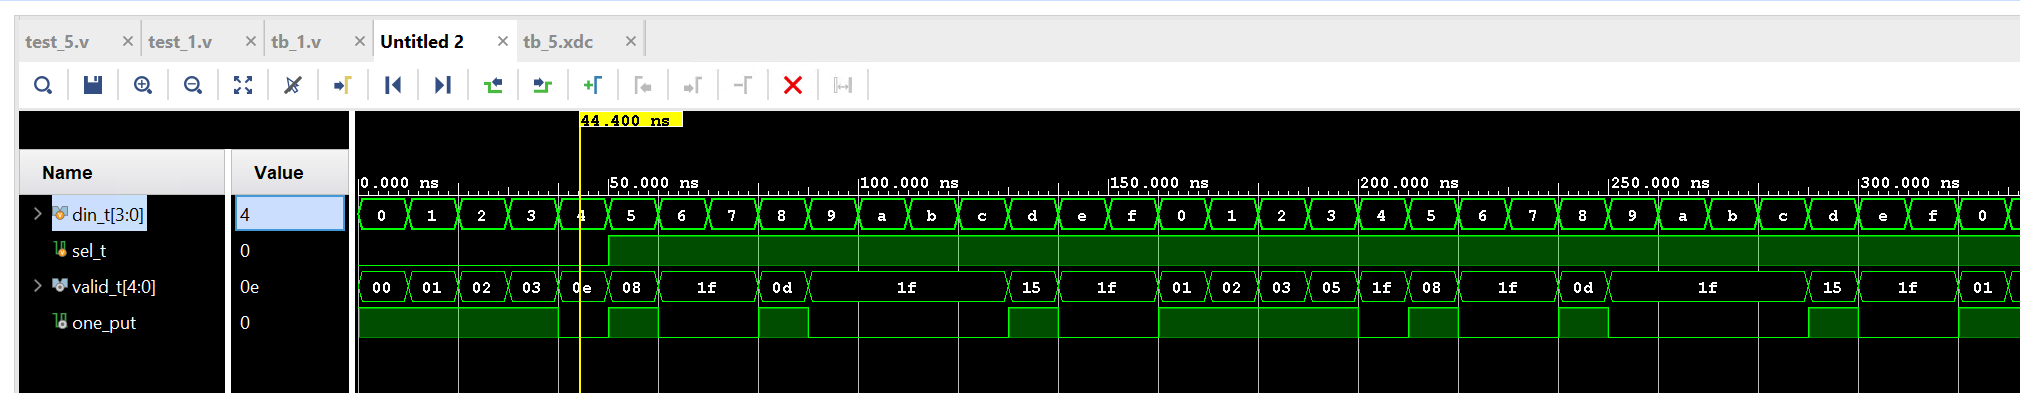 test_5.v × test_1.v × tb_1.v × Untitled 2 × tb_5.xdc ×
44.400 ns
Name Value
0.000 ns 50.000 ns 100.000 ns 150.000 ns 200.000 ns 250.000 ns 300.000 ns
din_t[3:0] 4 0 1 2 3 4 5 6 7 8 9 a b c d e f 0 1 2 3 4 5 6 7 8 9 a b c d e f 0
sel_t 0
valid_t[4:0] 0e 00 01 02 03 0e 08 1f 0d 1f 15 1f 01 02 03 05 1f 08 1f 0d 1f 15 1f 01
one_put 0